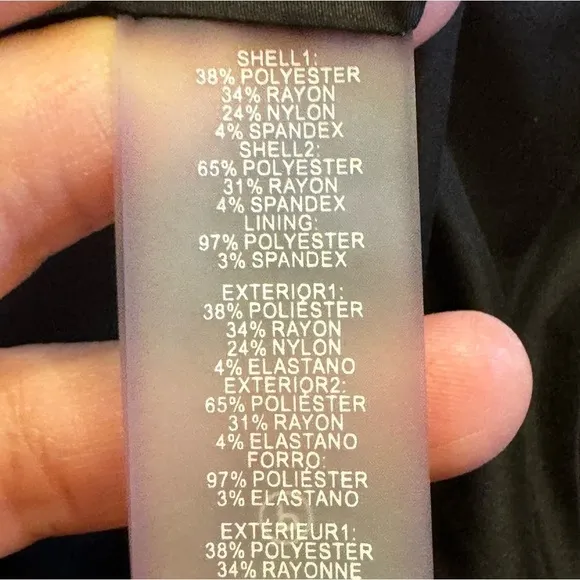 SHELL1:
38% POLYESTER
34% RAYON
24% NYLON
4% SPANDEX
SHELL2:
65% POLYESTER
31% RAYON
4% SPANDEX
LINING:
97% POLYESTER
3% SPANDEX
EXTERIOR1:
38% POLIÉSTER
34% RAYON
24% NYLON
4% ELASTANO
EXTERIOR2:
65% POLIÉSTER
31% RAYON
4% ELASTANO
FORRO:
97% POLIÉSTER
3% ELASTANO
EXTÉRIEUR1:
38% POLYESTER
34% RAYONNE